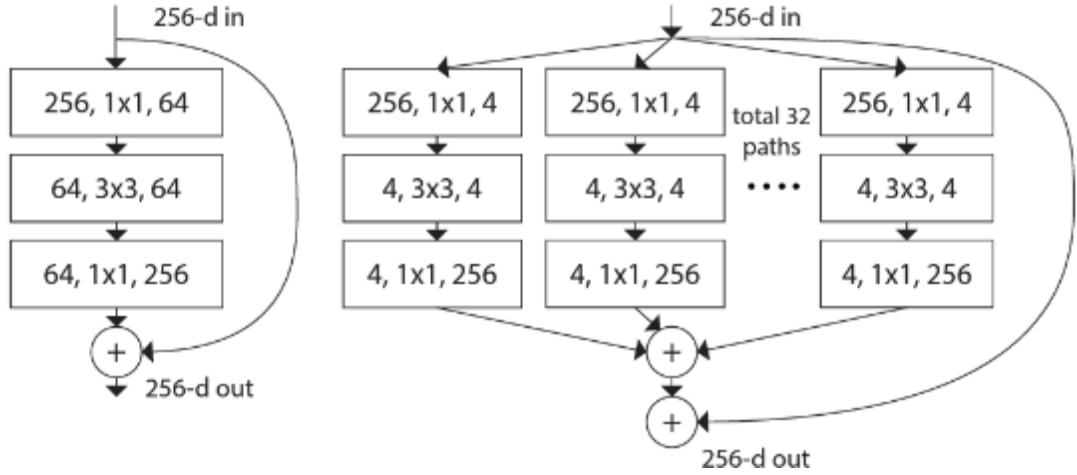 256-d in
256, 1x1, 64
64, 3x3, 64
64, 1x1, 256
+
256-d out
256-d in
256, 1x1, 4
4, 3x3, 4
4, 1x1, 256
256, 1x1, 4
4, 3x3, 4
4, 1x1, 256
total 32
paths
....
256, 1x1, 4
4, 3x3, 4
4, 1x1, 256
+
+
256-d out